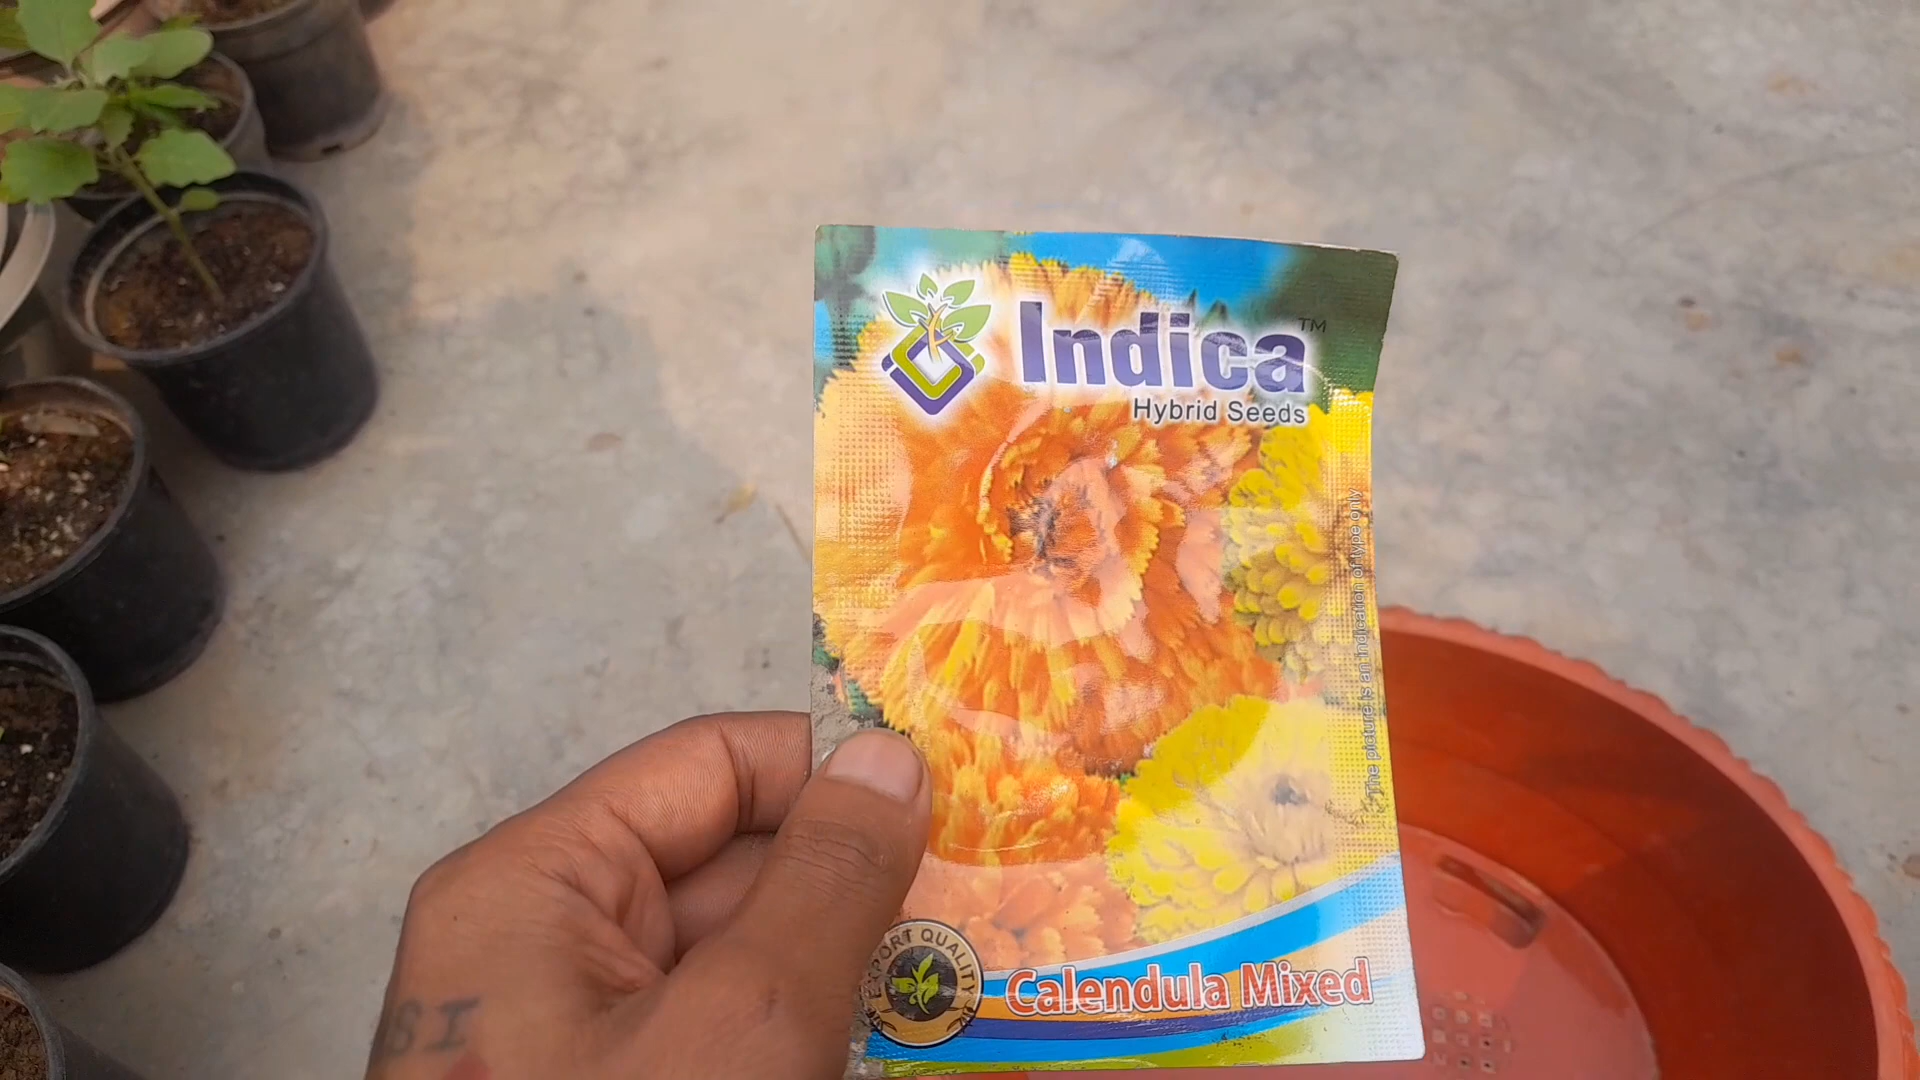 Indica™
Hybrid Seeds
The picture is an indication of type only
EXPORT QUALITY
Calendula Mixed